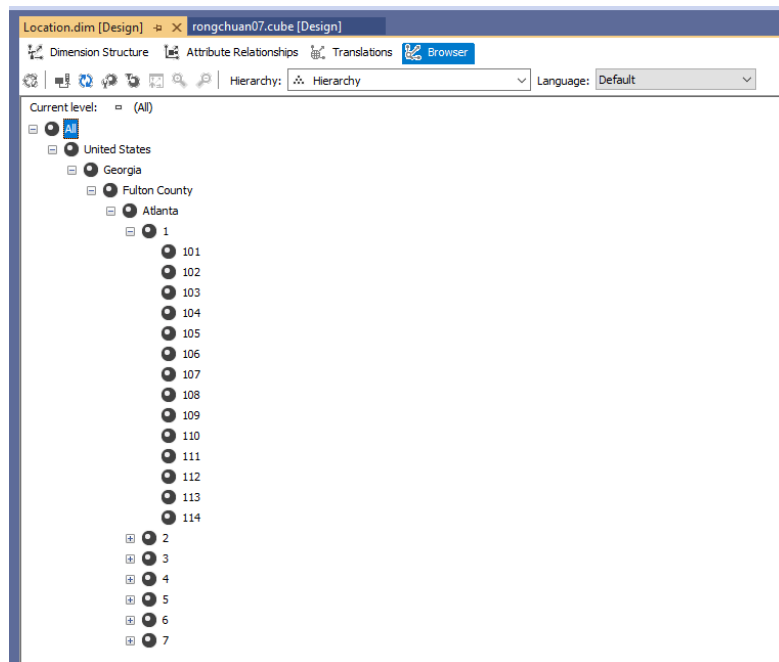 Location.dim [Design] rongchuan07.cube [Design]
Dimension Structure Attribute Relationships Translations Browser
Hierarchy: Hierarchy Language: Default
Current level: (All)
All
United States
Georgia
Fulton County
Atlanta
1
101
102
103
104
105
106
107
108
109
110
111
112
113
114
2
3
4
5
6
7